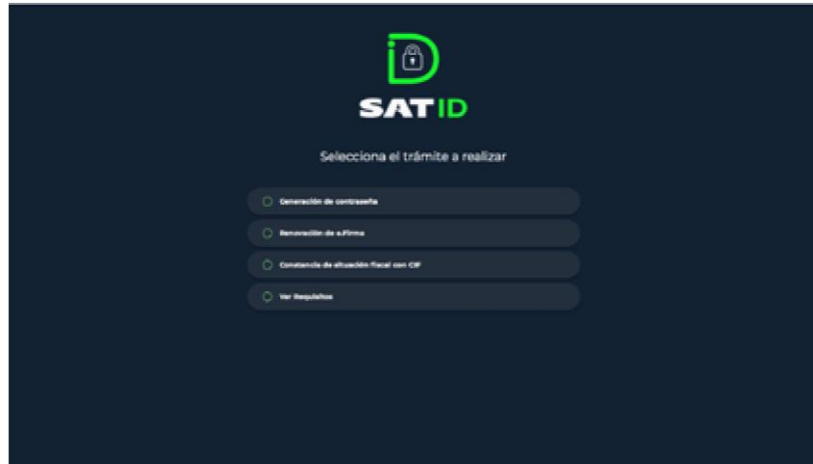 SATID
Selecciona el trámite a realizar
Generación de contraseña
Renovación de e.Firma
Constancia de situación fiscal con CIF
Ver Requisitos